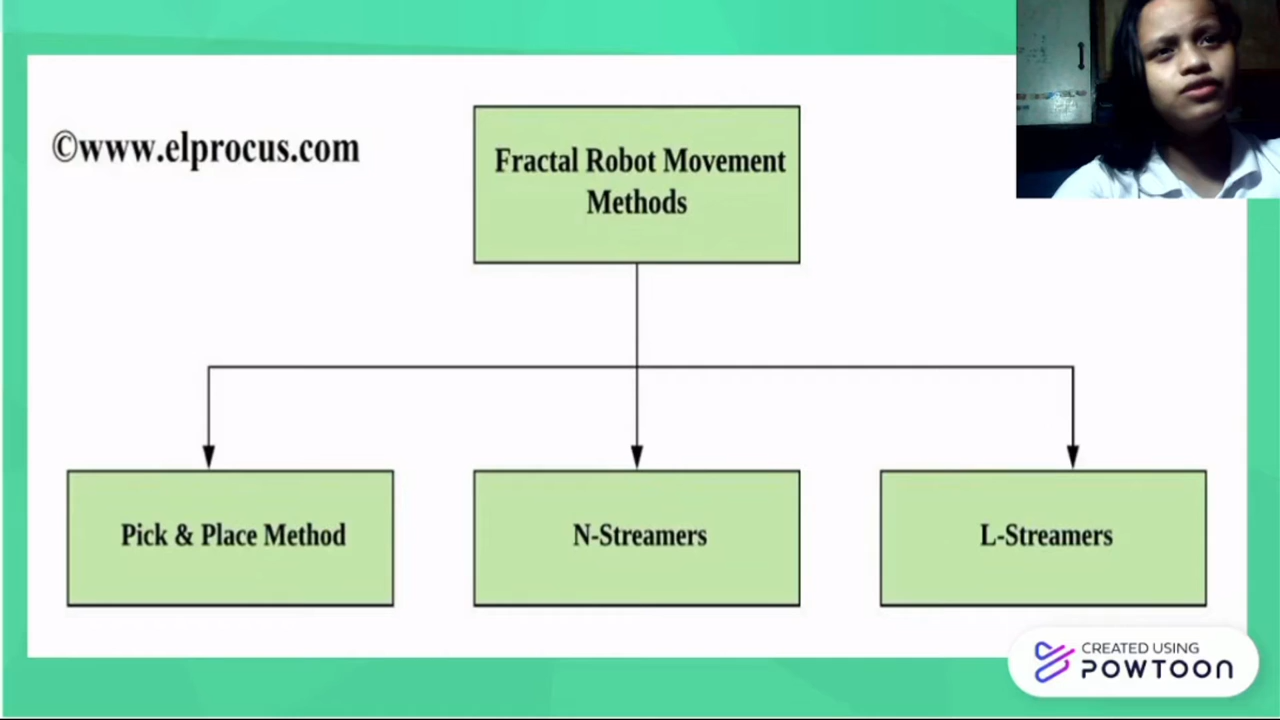 ©www.elprocus.com
Fractal Robot Movement
Methods
Pick & Place Method
N-Streamers
L-Streamers
CREATED USING
POWTOON